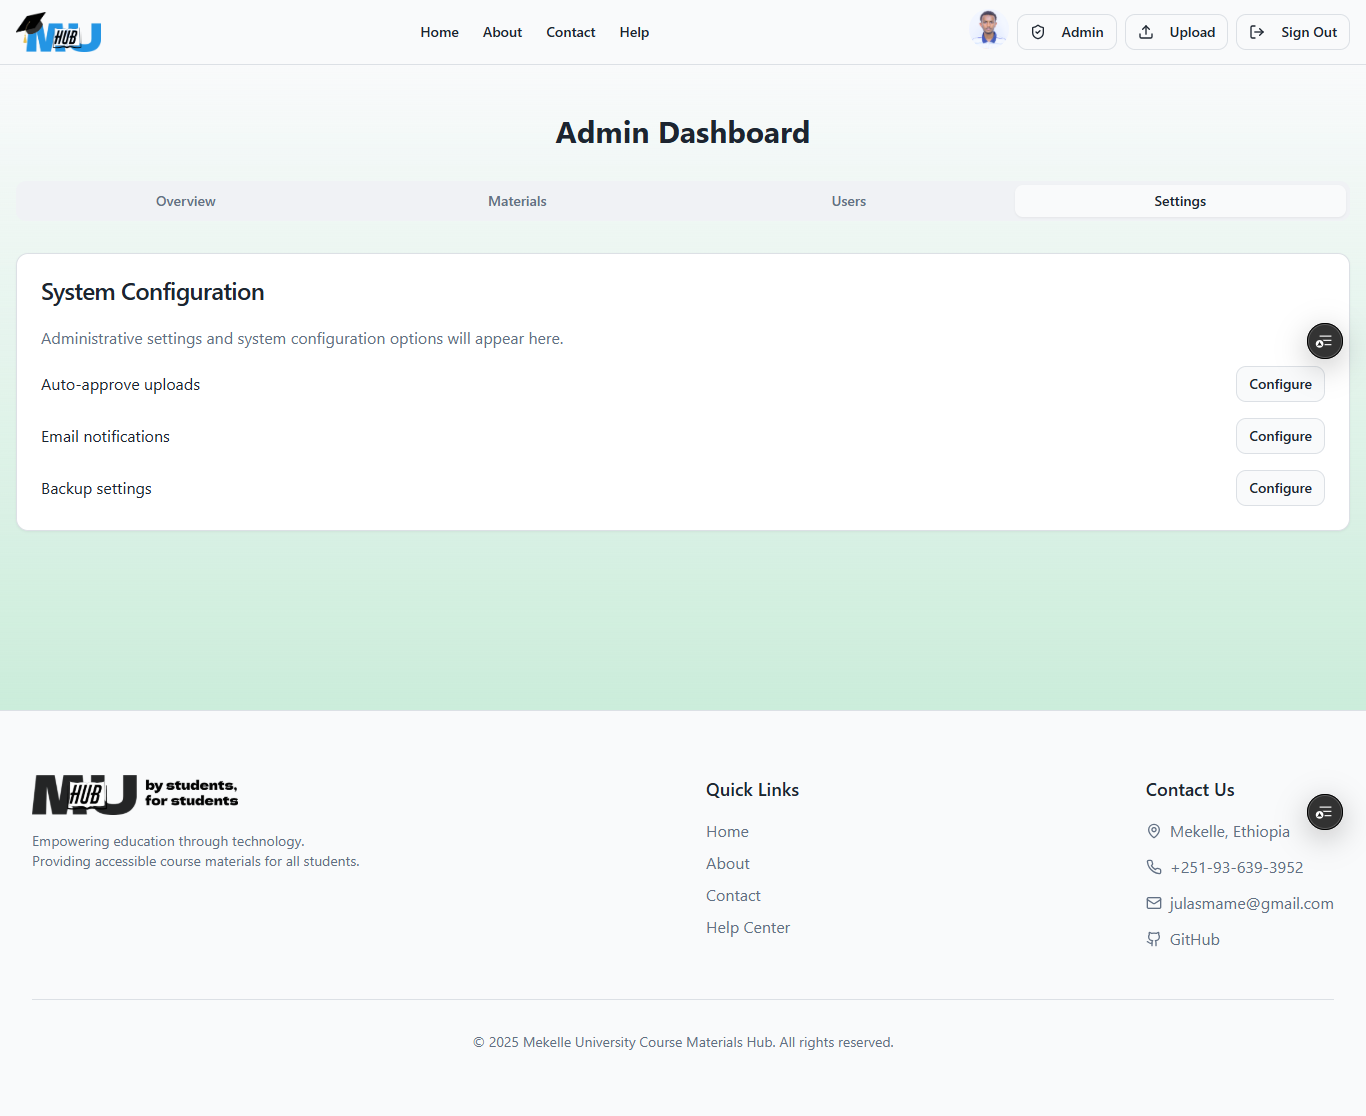 MU
HUB
Home
About
Contact
Help
Admin
Upload
Sign Out
Admin Dashboard
Overview
Materials
Users
Settings
System Configuration
Administrative settings and system configuration options will appear here.
Auto-approve uploads
Configure
Email notifications
Configure
Backup settings
Configure
MU
HUB
by students,
for students
Empowering education through technology.
Providing accessible course materials for all students.
Quick Links
Home
About
Contact
Help Center
Contact Us
Mekelle, Ethiopia
+251-93-639-3952
julasmame@gmail.com
GitHub
© 2025 Mekelle University Course Materials Hub. All rights reserved.